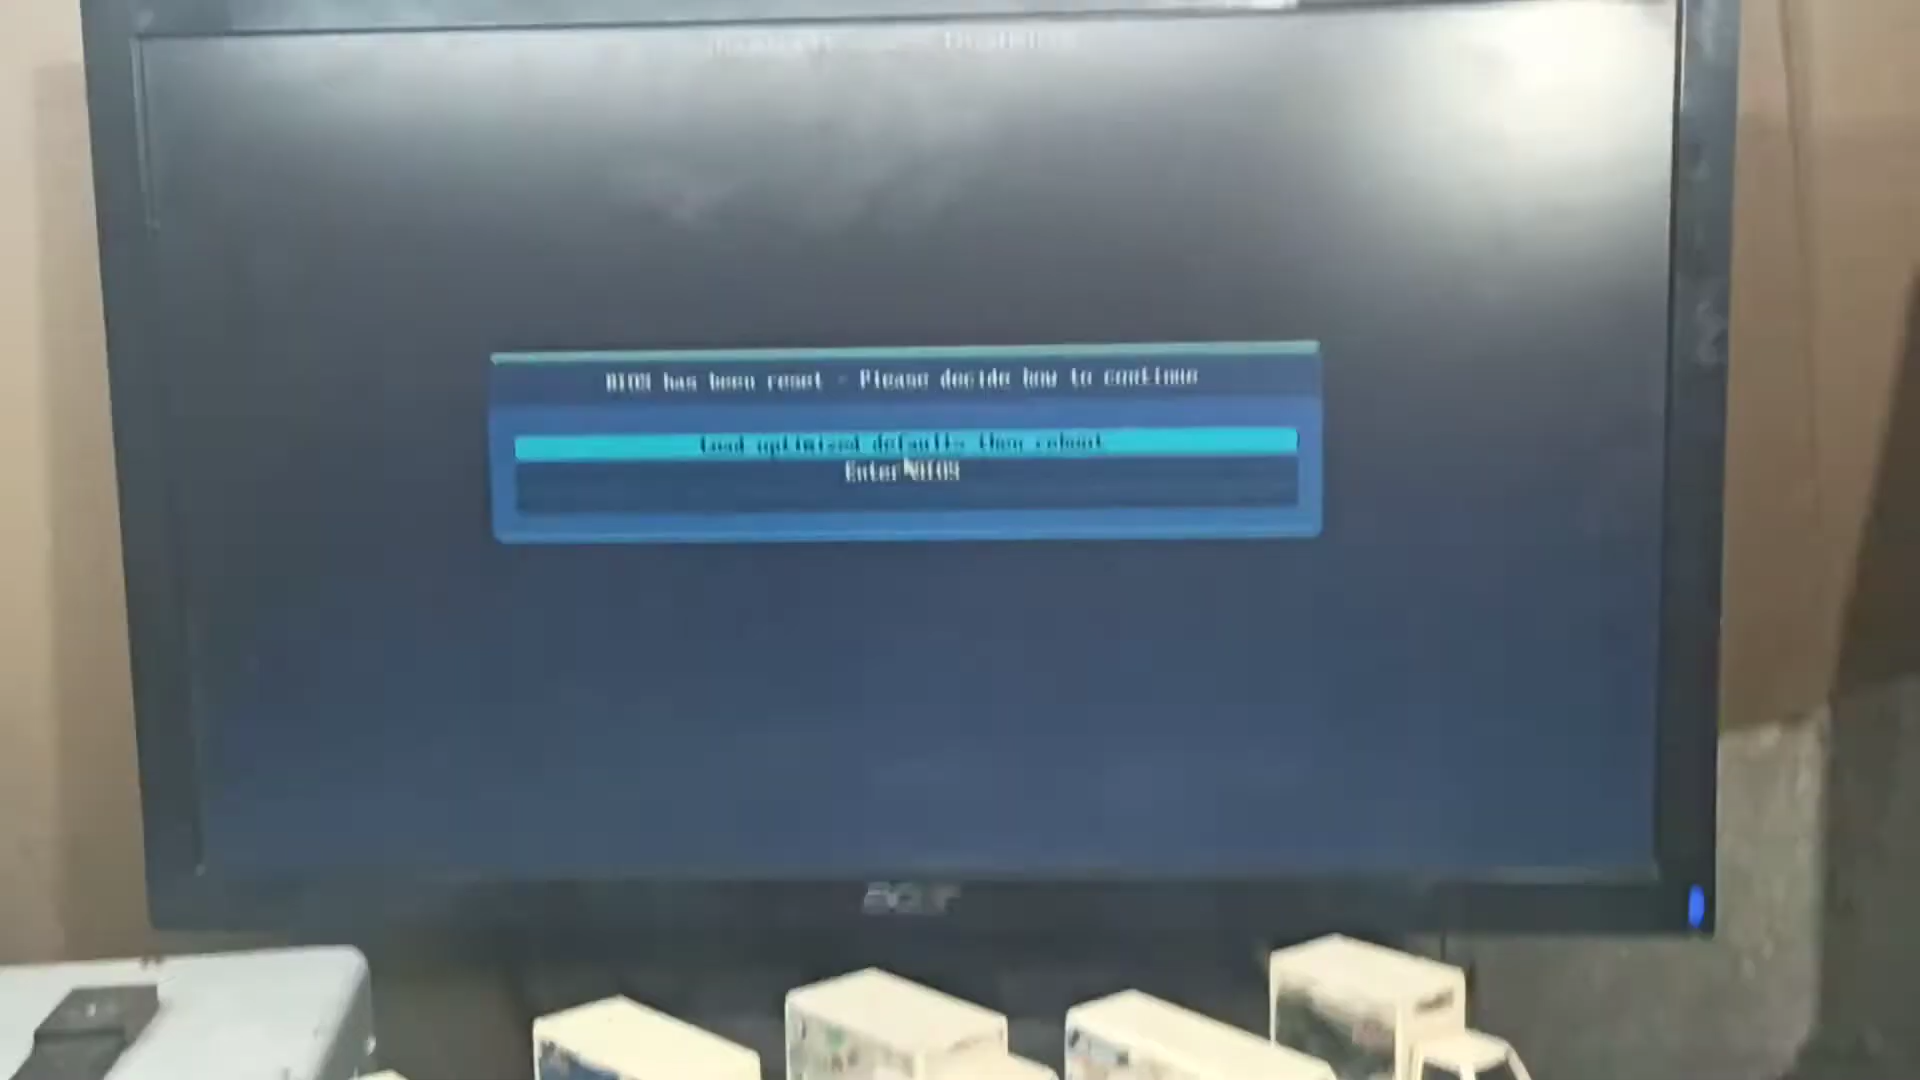 BIOS has been reset - Please decide how to continue
Load optimized defaults then reboot
Enter BIOS
acer